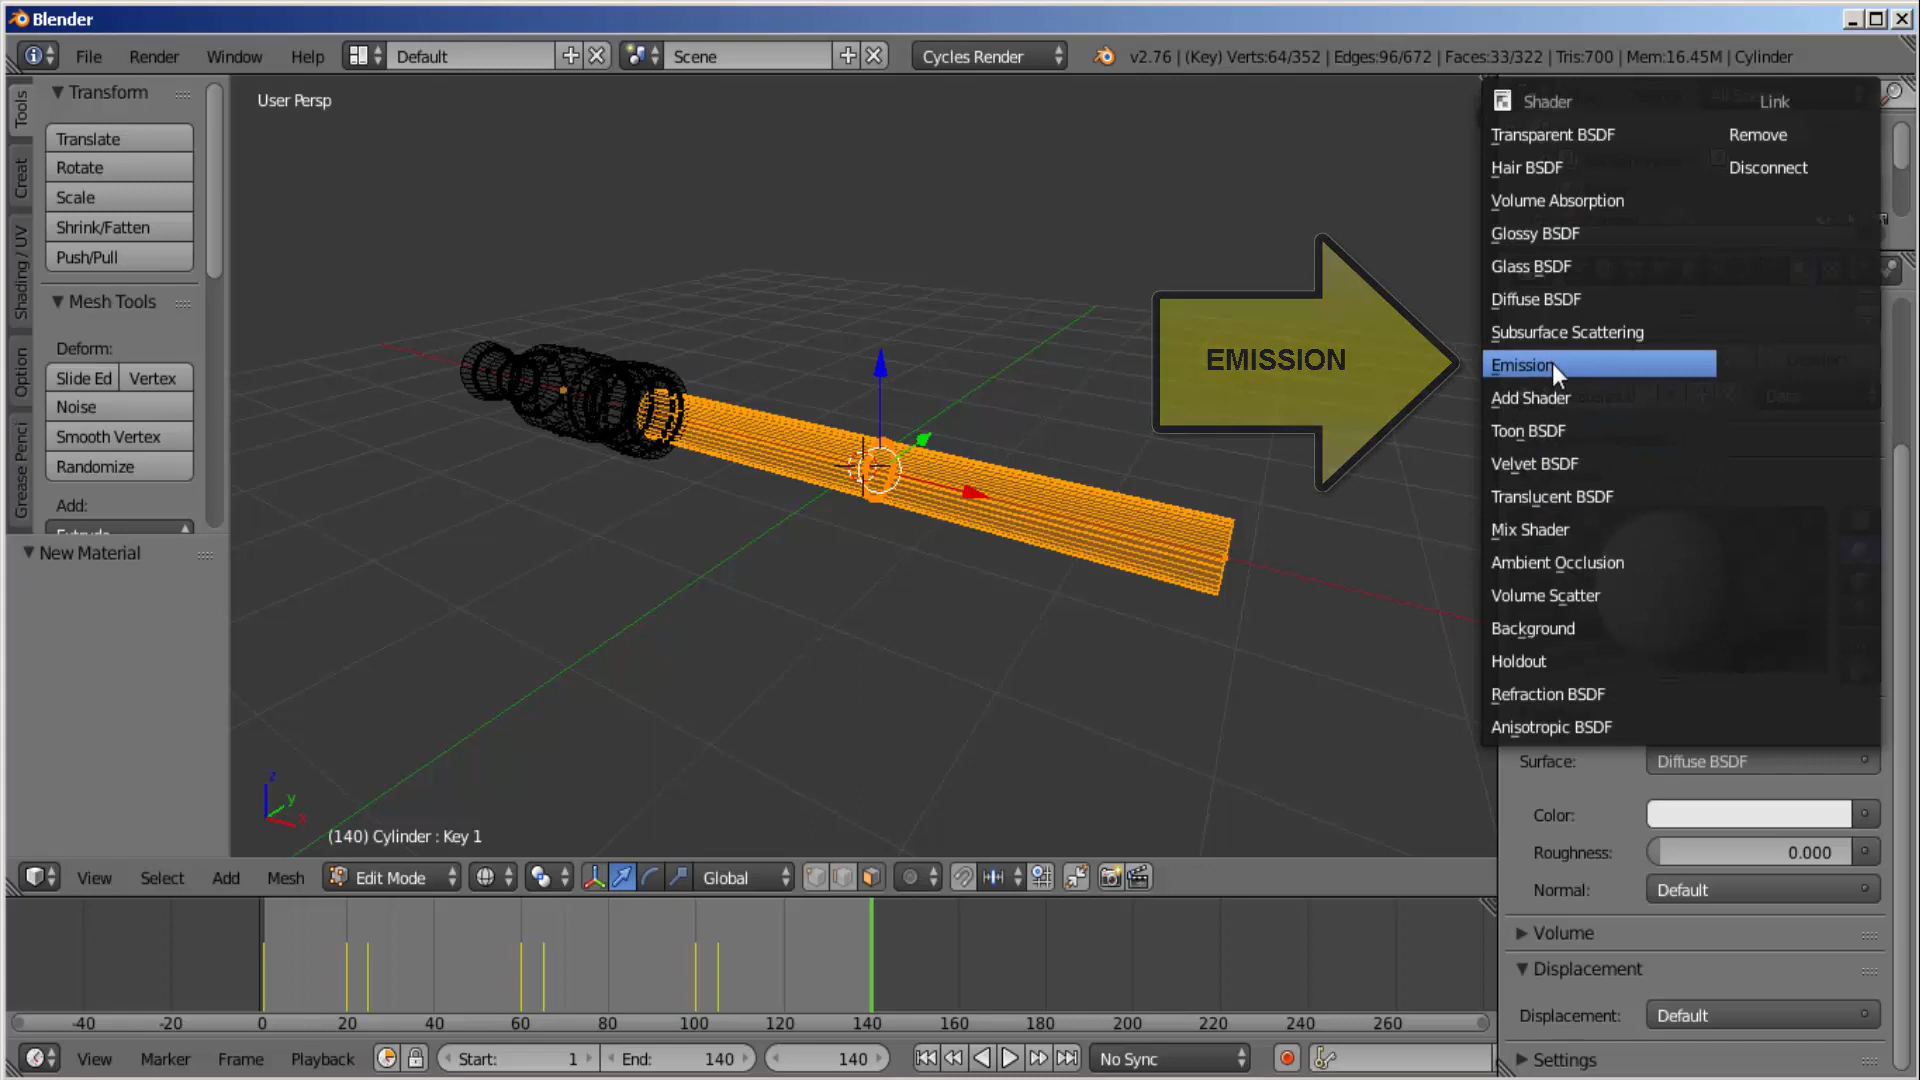 Blender
File Render Window Help Default Scene Cycles Render v2.76 | (Key) Verts:64/352 | Edges:96/672 | Faces:33/322 | Tris:700 | Mem:16.45M | Cylinder
Tools
Creat
Shading / UV
Option
Grease Penci
Transform
Translate
Rotate
Scale
Shrink/Fatten
Push/Pull
Mesh Tools
Deform:
Slide Ed Vertex
Noise
Smooth Vertex
Randomize
Add:
Extrude
New Material
User Persp
EMISSION
z
y
x
(140) Cylinder : Key 1
Shader Link
Transparent BSDF Remove
Hair BSDF Disconnect
Volume Absorption
Glossy BSDF
Glass BSDF
Diffuse BSDF
Subsurface Scattering
Emission
Add Shader
Toon BSDF
Velvet BSDF
Translucent BSDF
Mix Shader
Ambient Occlusion
Volume Scatter
Background
Holdout
Refraction BSDF
Anisotropic BSDF
Surface: Diffuse BSDF
Color:
Roughness: 0.000
Normal: Default
Volume
Displacement
Displacement: Default
Settings
View Select Add Mesh Edit Mode Global
-40 -20 0 20 40 60 80 100 120 140 160 180 200 220 240 260
View Marker Frame Playback Start: 1 End: 140 140 No Sync